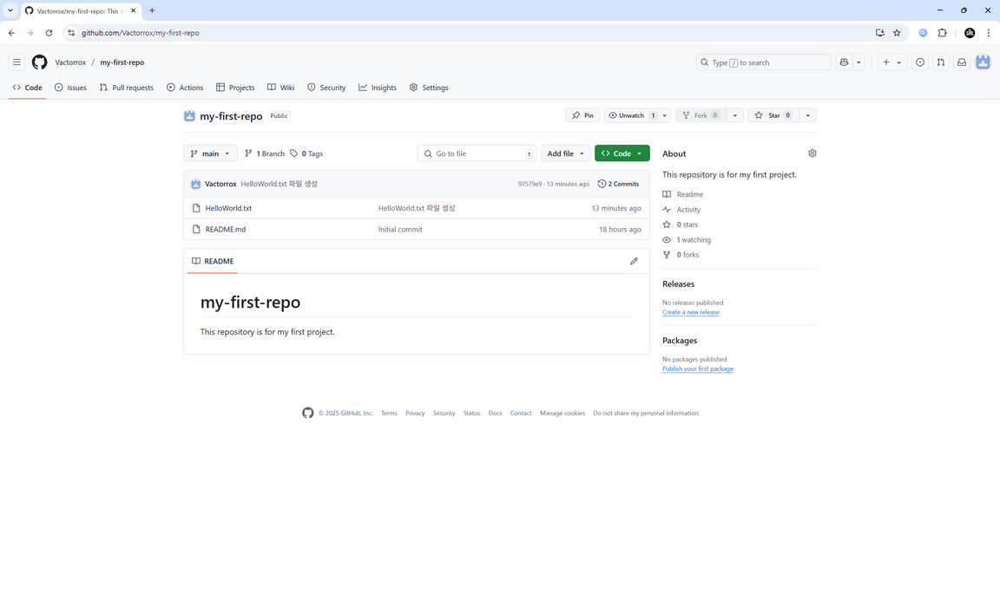 Vactorrox/my-first-repo: This r
github.com/Vactorrox/my-first-repo
Vactorrox / my-first-repo
Type / to search
Code Issues Pull requests Actions Projects Wiki Security Insights Settings
my-first-repo Public
Pin Unwatch 1 Fork 0 Star 0
main 1 Branch 0 Tags Go to file t Add file Code
Vactorrox HelloWorld.txt 파일 생성 97579e9 · 13 minutes ago 2 Commits
HelloWorld.txt HelloWorld.txt 파일 생성 13 minutes ago
README.md Initial commit 18 hours ago
README
my-first-repo
This repository is for my first project.
About
This repository is for my first project.
Readme
Activity
0 stars
1 watching
0 forks
Releases
No releases published
Create a new release
Packages
No packages published
Publish your first package
© 2025 GitHub, Inc. Terms Privacy Security Status Docs Contact Manage cookies Do not share my personal information